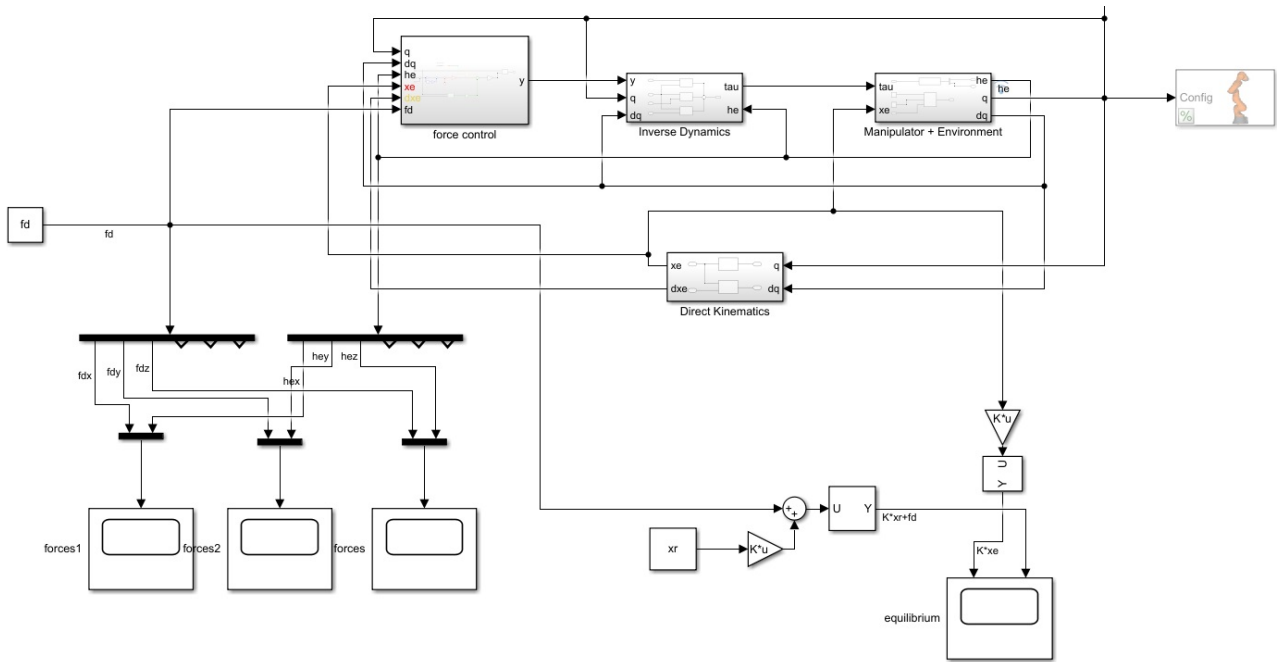 q
dq
he
xe
dxe
fd
y
force control
y
q
dq
tau
he
Inverse Dynamics
tau
xe
he
q
dq
Manipulator + Environment
he
Config
%
fd
fd
xe
dxe
q
dq
Direct Kinematics
fdx
fdy
fdz
hex
hey
hez
forces1
forces2
forces
xr
K*u
+
+
U
Y
K*xr+fd
K*u
U
Y
K*xe
equilibrium